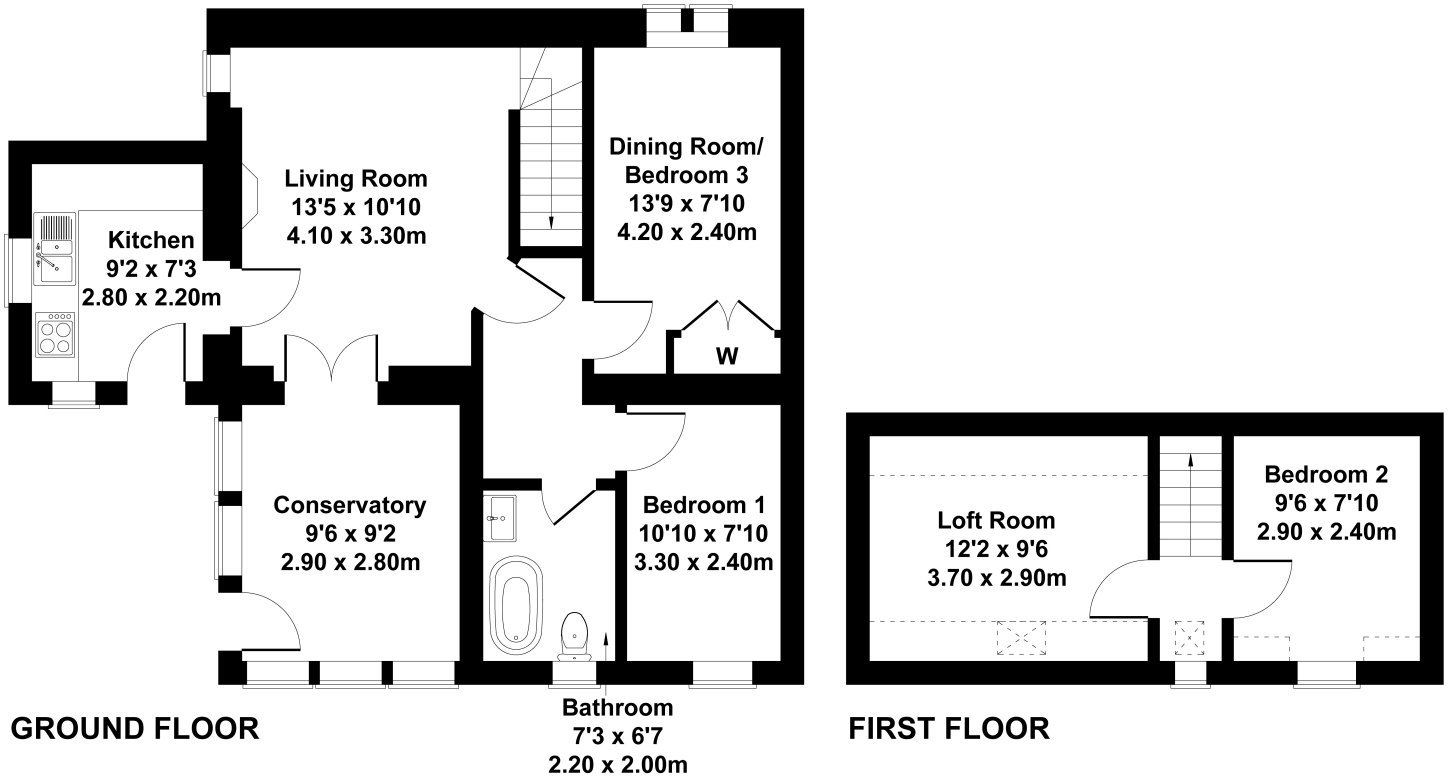 Living Room
13'5 x 10'10
4.10 x 3.30m
Dining Room/
Bedroom 3
13'9 x 7'10
4.20 x 2.40m
Kitchen
9'2 x 7'3
2.80 x 2.20m
W
Conservatory
9'6 x 9'2
2.90 x 2.80m
Bedroom 1
10'10 x 7'10
3.30 x 2.40m
Bathroom
7'3 x 6'7
2.20 x 2.00m
GROUND FLOOR
Loft Room
12'2 x 9'6
3.70 x 2.90m
Bedroom 2
9'6 x 7'10
2.90 x 2.40m
FIRST FLOOR